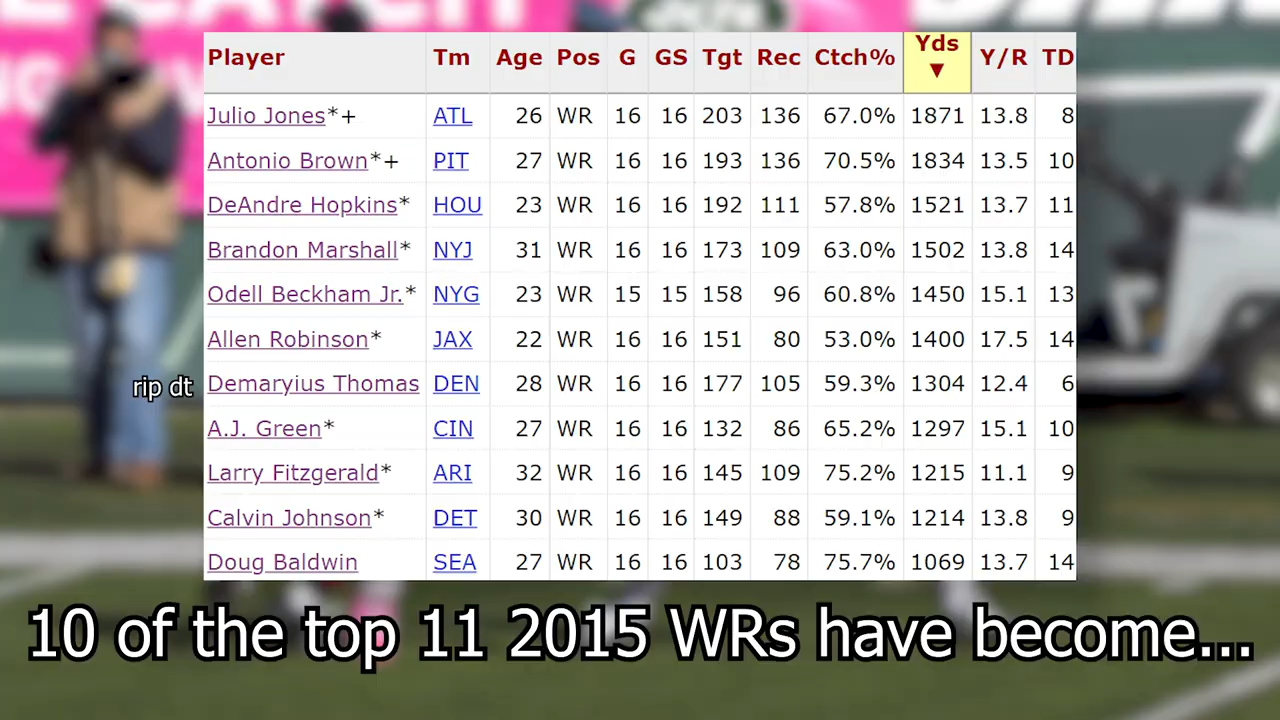 Player Tm Age Pos G GS Tgt Rec Ctch% Yds ▼ Y/R TD
Julio Jones*+ ATL 26 WR 16 16 203 136 67.0% 1871 13.8 8
Antonio Brown*+ PIT 27 WR 16 16 193 136 70.5% 1834 13.5 10
DeAndre Hopkins* HOU 23 WR 16 16 192 111 57.8% 1521 13.7 11
Brandon Marshall* NYJ 31 WR 16 16 173 109 63.0% 1502 13.8 14
Odell Beckham Jr.* NYG 23 WR 15 15 158 96 60.8% 1450 15.1 13
Allen Robinson* JAX 22 WR 16 16 151 80 53.0% 1400 17.5 14
rip dt Demaryius Thomas DEN 28 WR 16 16 177 105 59.3% 1304 12.4 6
A.J. Green* CIN 27 WR 16 16 132 86 65.2% 1297 15.1 10
Larry Fitzgerald* ARI 32 WR 16 16 145 109 75.2% 1215 11.1 9
Calvin Johnson* DET 30 WR 16 16 149 88 59.1% 1214 13.8 9
Doug Baldwin SEA 27 WR 16 16 103 78 75.7% 1069 13.7 14
10 of the top 11 2015 WRs have become...